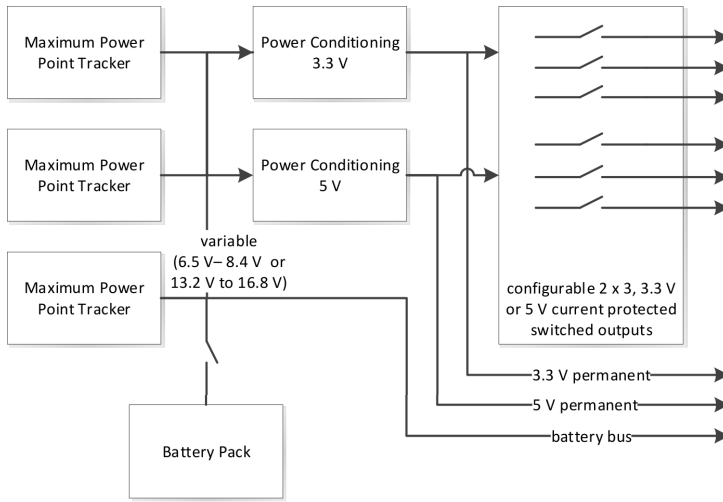 Maximum Power
Point Tracker
Power Conditioning
3.3 V
Maximum Power
Point Tracker
Power Conditioning
5 V
variable
(6.5 V– 8.4 V or
13.2 V to 16.8 V)
Maximum Power
Point Tracker
configurable 2 x 3, 3.3 V
or 5 V current protected
switched outputs
3.3 V permanent
5 V permanent
battery bus
Battery Pack